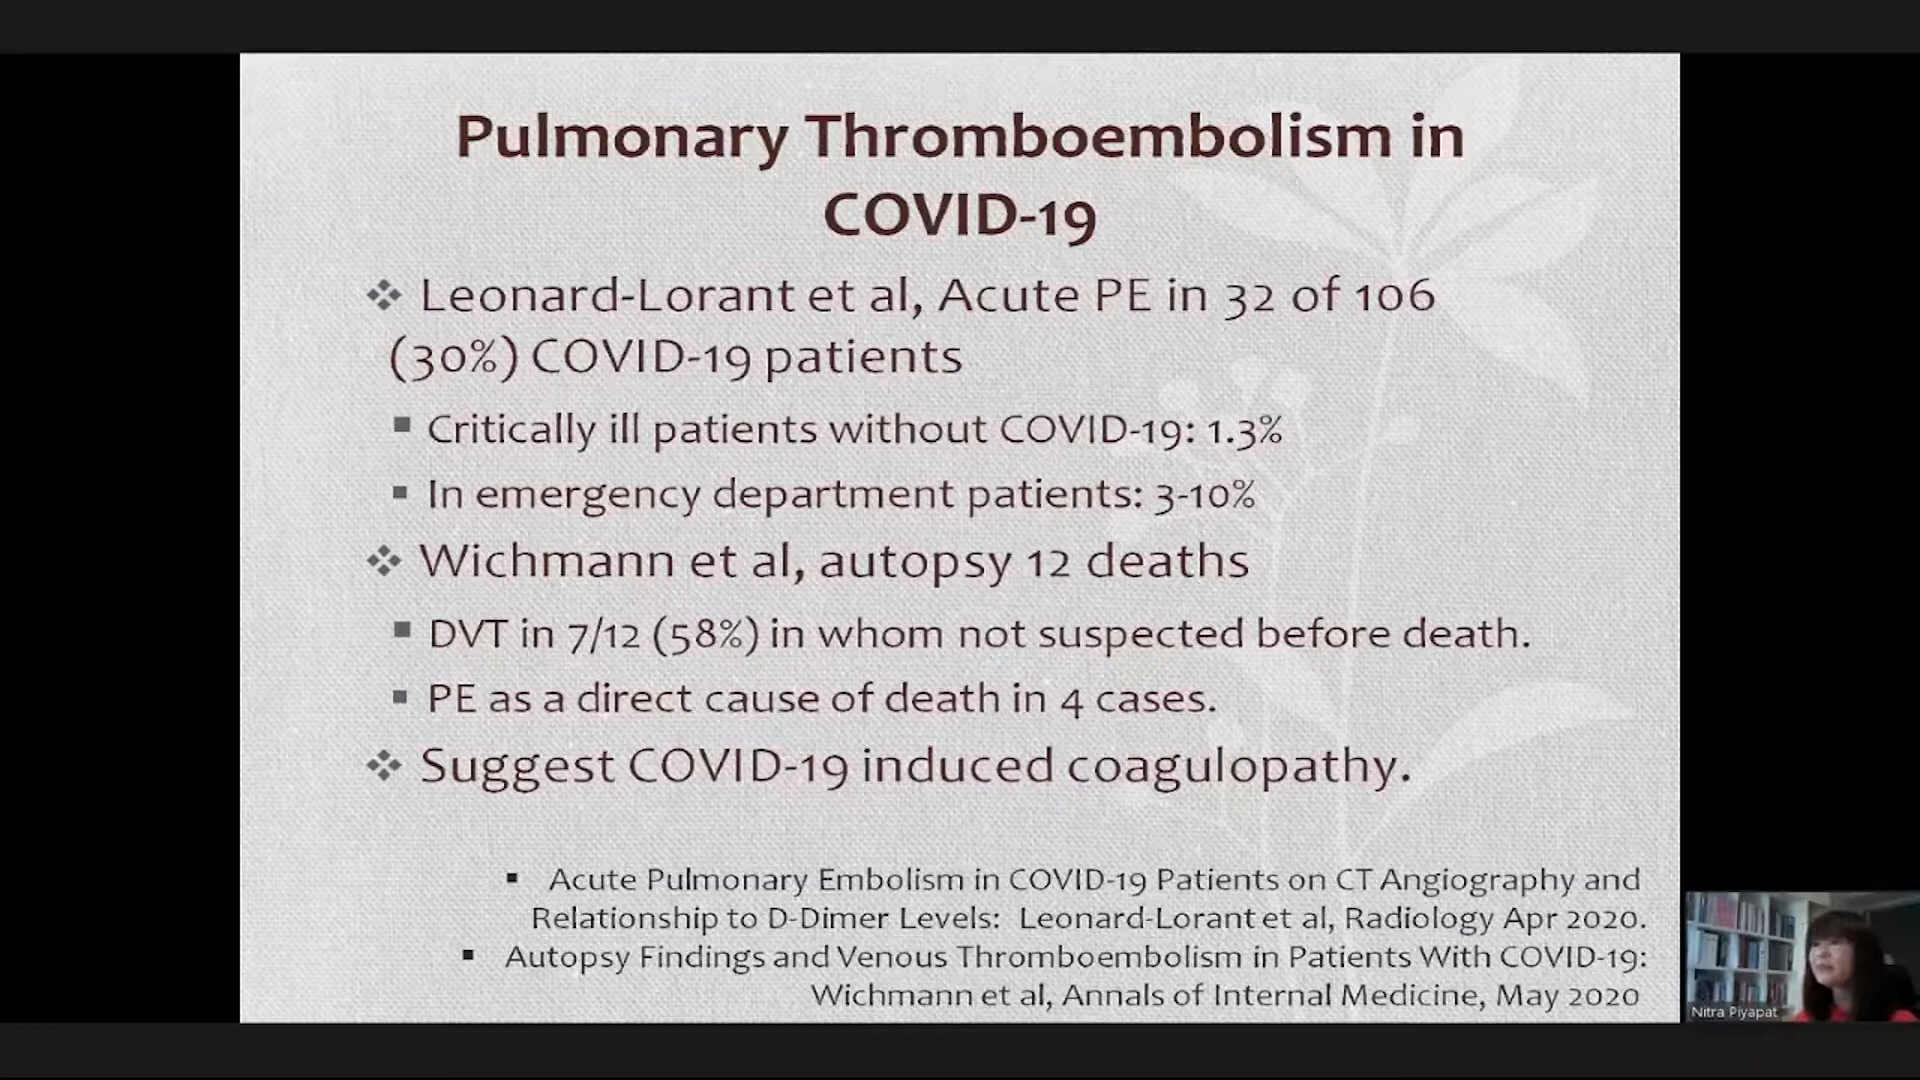 Pulmonary Thromboembolism in
COVID-19
Leonard-Lorant et al, Acute PE in 32 of 106
(30%) COVID-19 patients
Critically ill patients without COVID-19: 1.3%
In emergency department patients: 3-10%
Wichmann et al, autopsy 12 deaths
DVT in 7/12 (58%) in whom not suspected before death.
PE as a direct cause of death in 4 cases.
Suggest COVID-19 induced coagulopathy.
Acute Pulmonary Embolism in COVID-19 Patients on CT Angiography and
Relationship to D-Dimer Levels: Leonard-Lorant et al, Radiology Apr 2020.
Autopsy Findings and Venous Thromboembolism in Patients With COVID-19:
Wichmann et al, Annals of Internal Medicine, May 2020
Nitra Piyapat